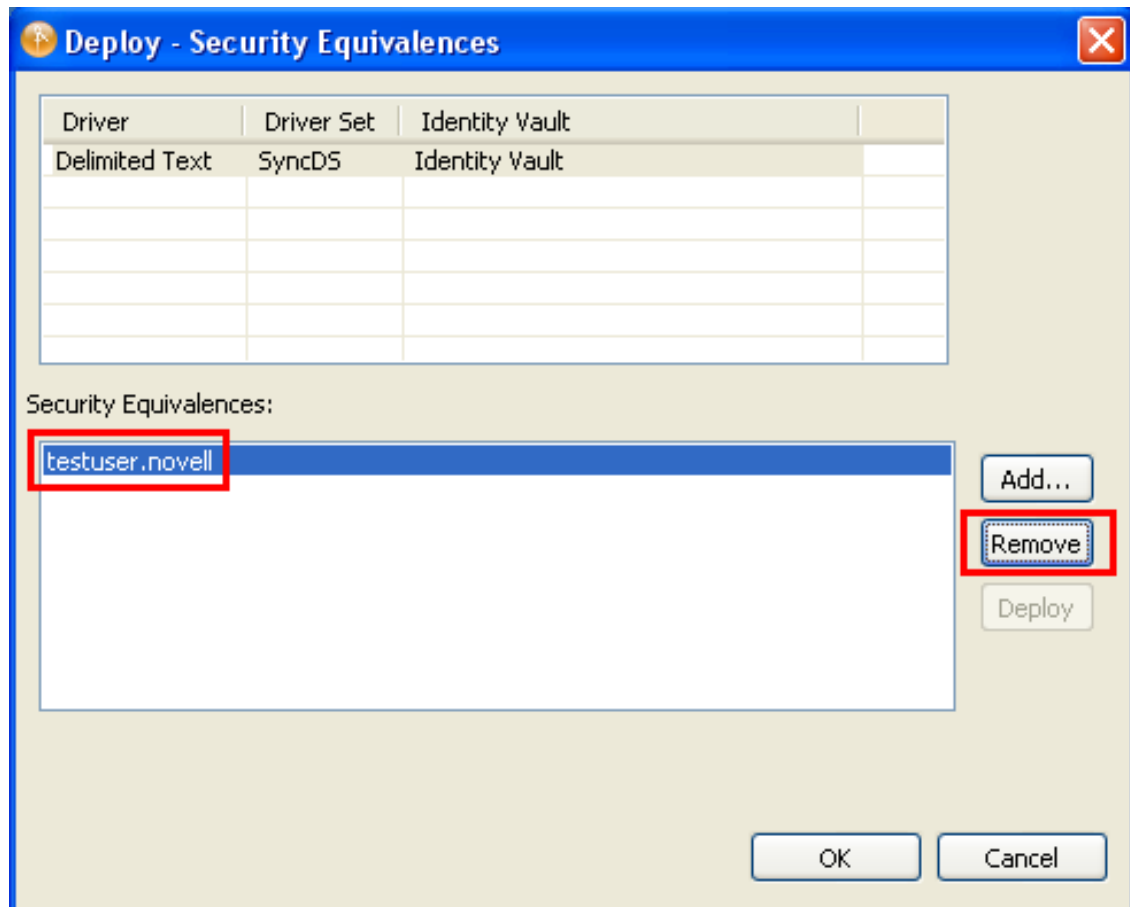 Deploy - Security Equivalences
Driver Driver Set Identity Vault
Delimited Text SyncDS Identity Vault
Security Equivalences:
testuser.novell
Add...
Remove
Deploy
OK Cancel